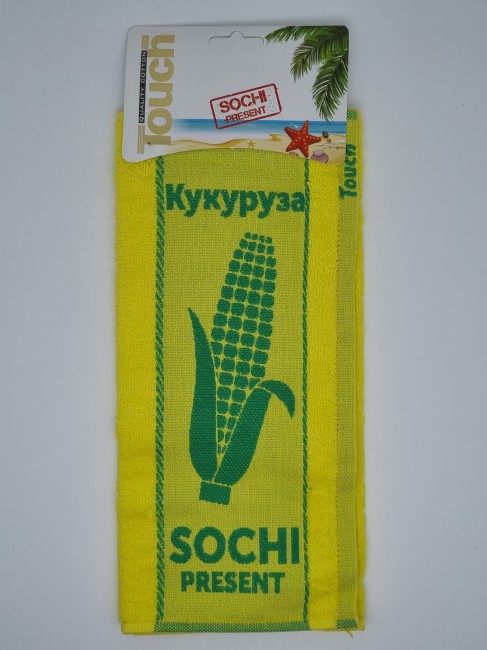 Touch
QUALITY COTTON
SOCHI
PRESENT
Touch
Кукуруза
SOCHI
PRESENT